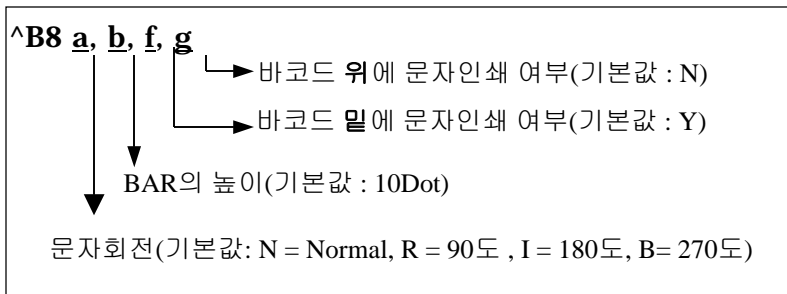 ^B8 a, b, f, g
바코드 위에 문자인쇄 여부(기본값 : N)
바코드 밑에 문자인쇄 여부(기본값 : Y)
BAR의 높이(기본값 : 10Dot)
문자회전(기본값: N = Normal, R = 90도 , I = 180도, B= 270도)